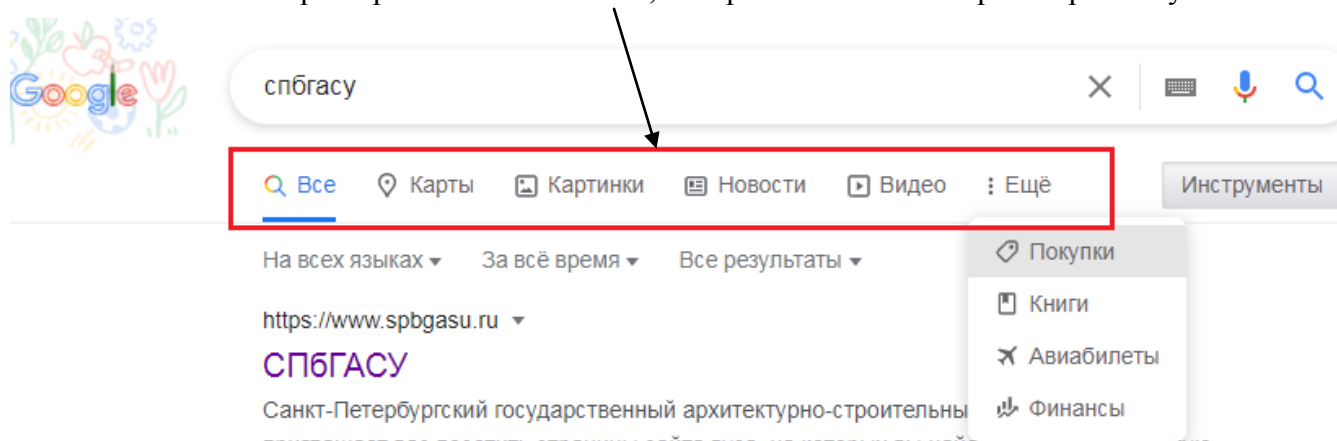 Google
спбгасу
Все Карты Картинки Новости Видео Ещё Инструменты
На всех языках За всё время Все результаты
Покупки
Книги
Авиабилеты
Финансы
https://www.spbgasu.ru
СПбГАСУ
Санкт-Петербургский государственный архитектурно-строительны